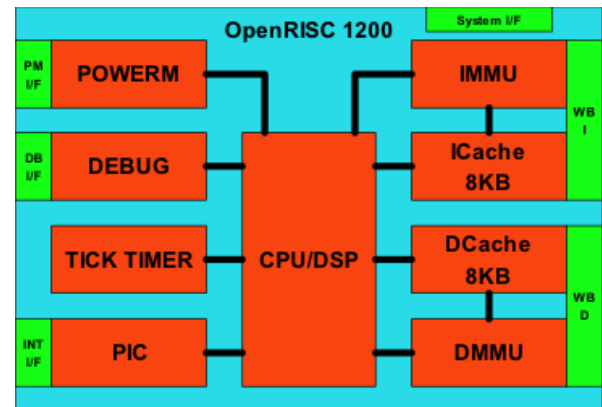 OpenRISC 1200
System I/F
PM
I/F
POWERM
IMMU
WB
I
DB
I/F
DEBUG
ICache
8KB
TICK TIMER
CPU/DSP
DCache
8KB
WB
D
INT
I/F
PIC
DMMU